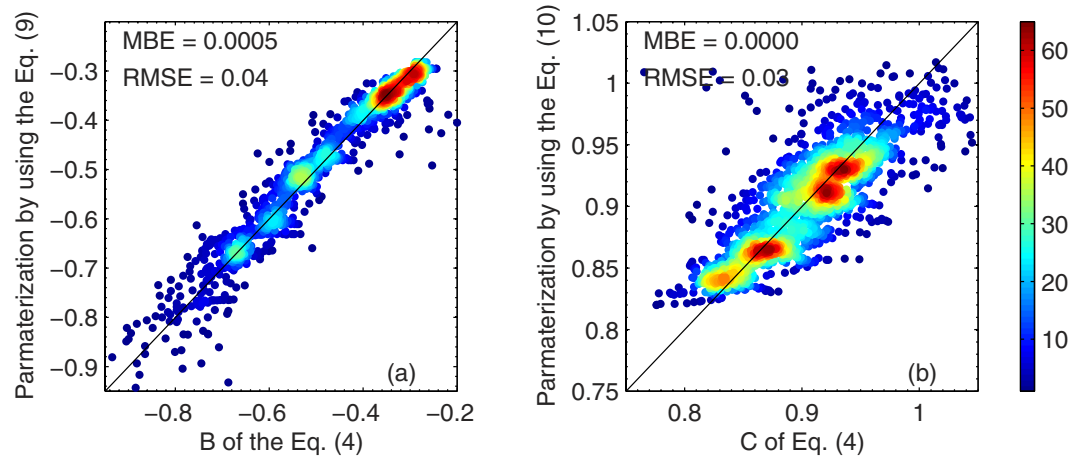 MBE = 0.0005
RMSE = 0.04
(a)
−0.3
−0.4
−0.5
−0.6
−0.7
−0.8
−0.9
−0.8
−0.6
−0.4
−0.2
B of the Eq. (4)
Parmaterization by using the Eq. (9)
MBE = 0.0000
RMSE = 0.03
(b)
1.05
1
0.95
0.9
0.85
0.8
0.75
0.8
0.9
1
C of Eq. (4)
Parmaterization by using the Eq. (10)
60
50
40
30
20
10